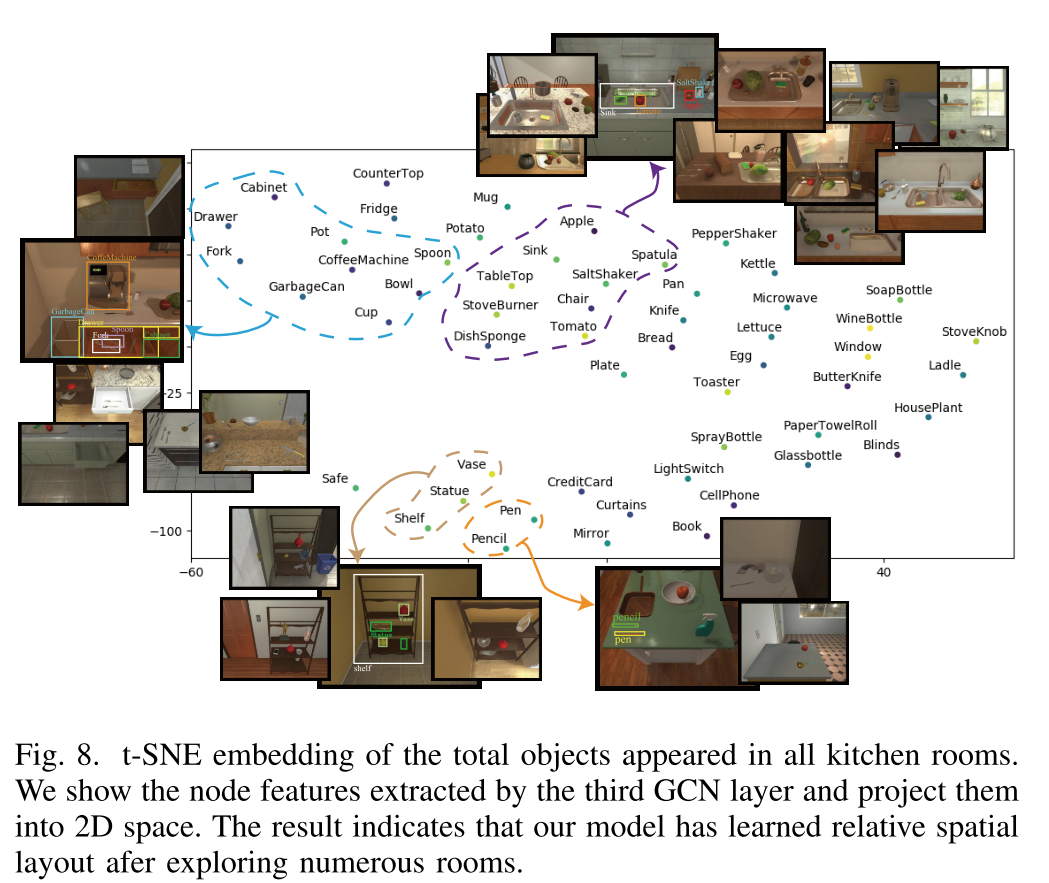 SaltShaker
Sink
Cabinet
CounterTop
Mug
Apple
Drawer
Fridge
Potato
PepperShaker
Fork
Pot
Spoon
Sink
Spatula
CoffeeMachine
TableTop
SaltShaker
Kettle
CoffeMachine
GarbageCan
Bowl
Pan
SoapBottle
Cup
StoveBurner
Chair
Knife
Microwave
GarbageCan
Drawer
Spoon
Fork
Cabinet
DishSponge
Tomato
Bread
Lettuce
WineBottle
Window
StoveKnob
Plate
Egg
ButterKnife
Ladle
25
Toaster
HousePlant
SprayBottle
PaperTowelRoll
Blinds
Safe
Vase
LightSwitch
Glassbottle
Statue
CreditCard
CellPhone
Shelf
Pen
Curtains
−100
Pencil
Mirror
Book
−60
40
Vase
Statue
shelf
pencil
pen
Fig. 8. t-SNE embedding of the total objects appeared in all kitchen rooms.
We show the node features extracted by the third GCN layer and project them
into 2D space. The result indicates that our model has learned relative spatial
layout afer exploring numerous rooms.